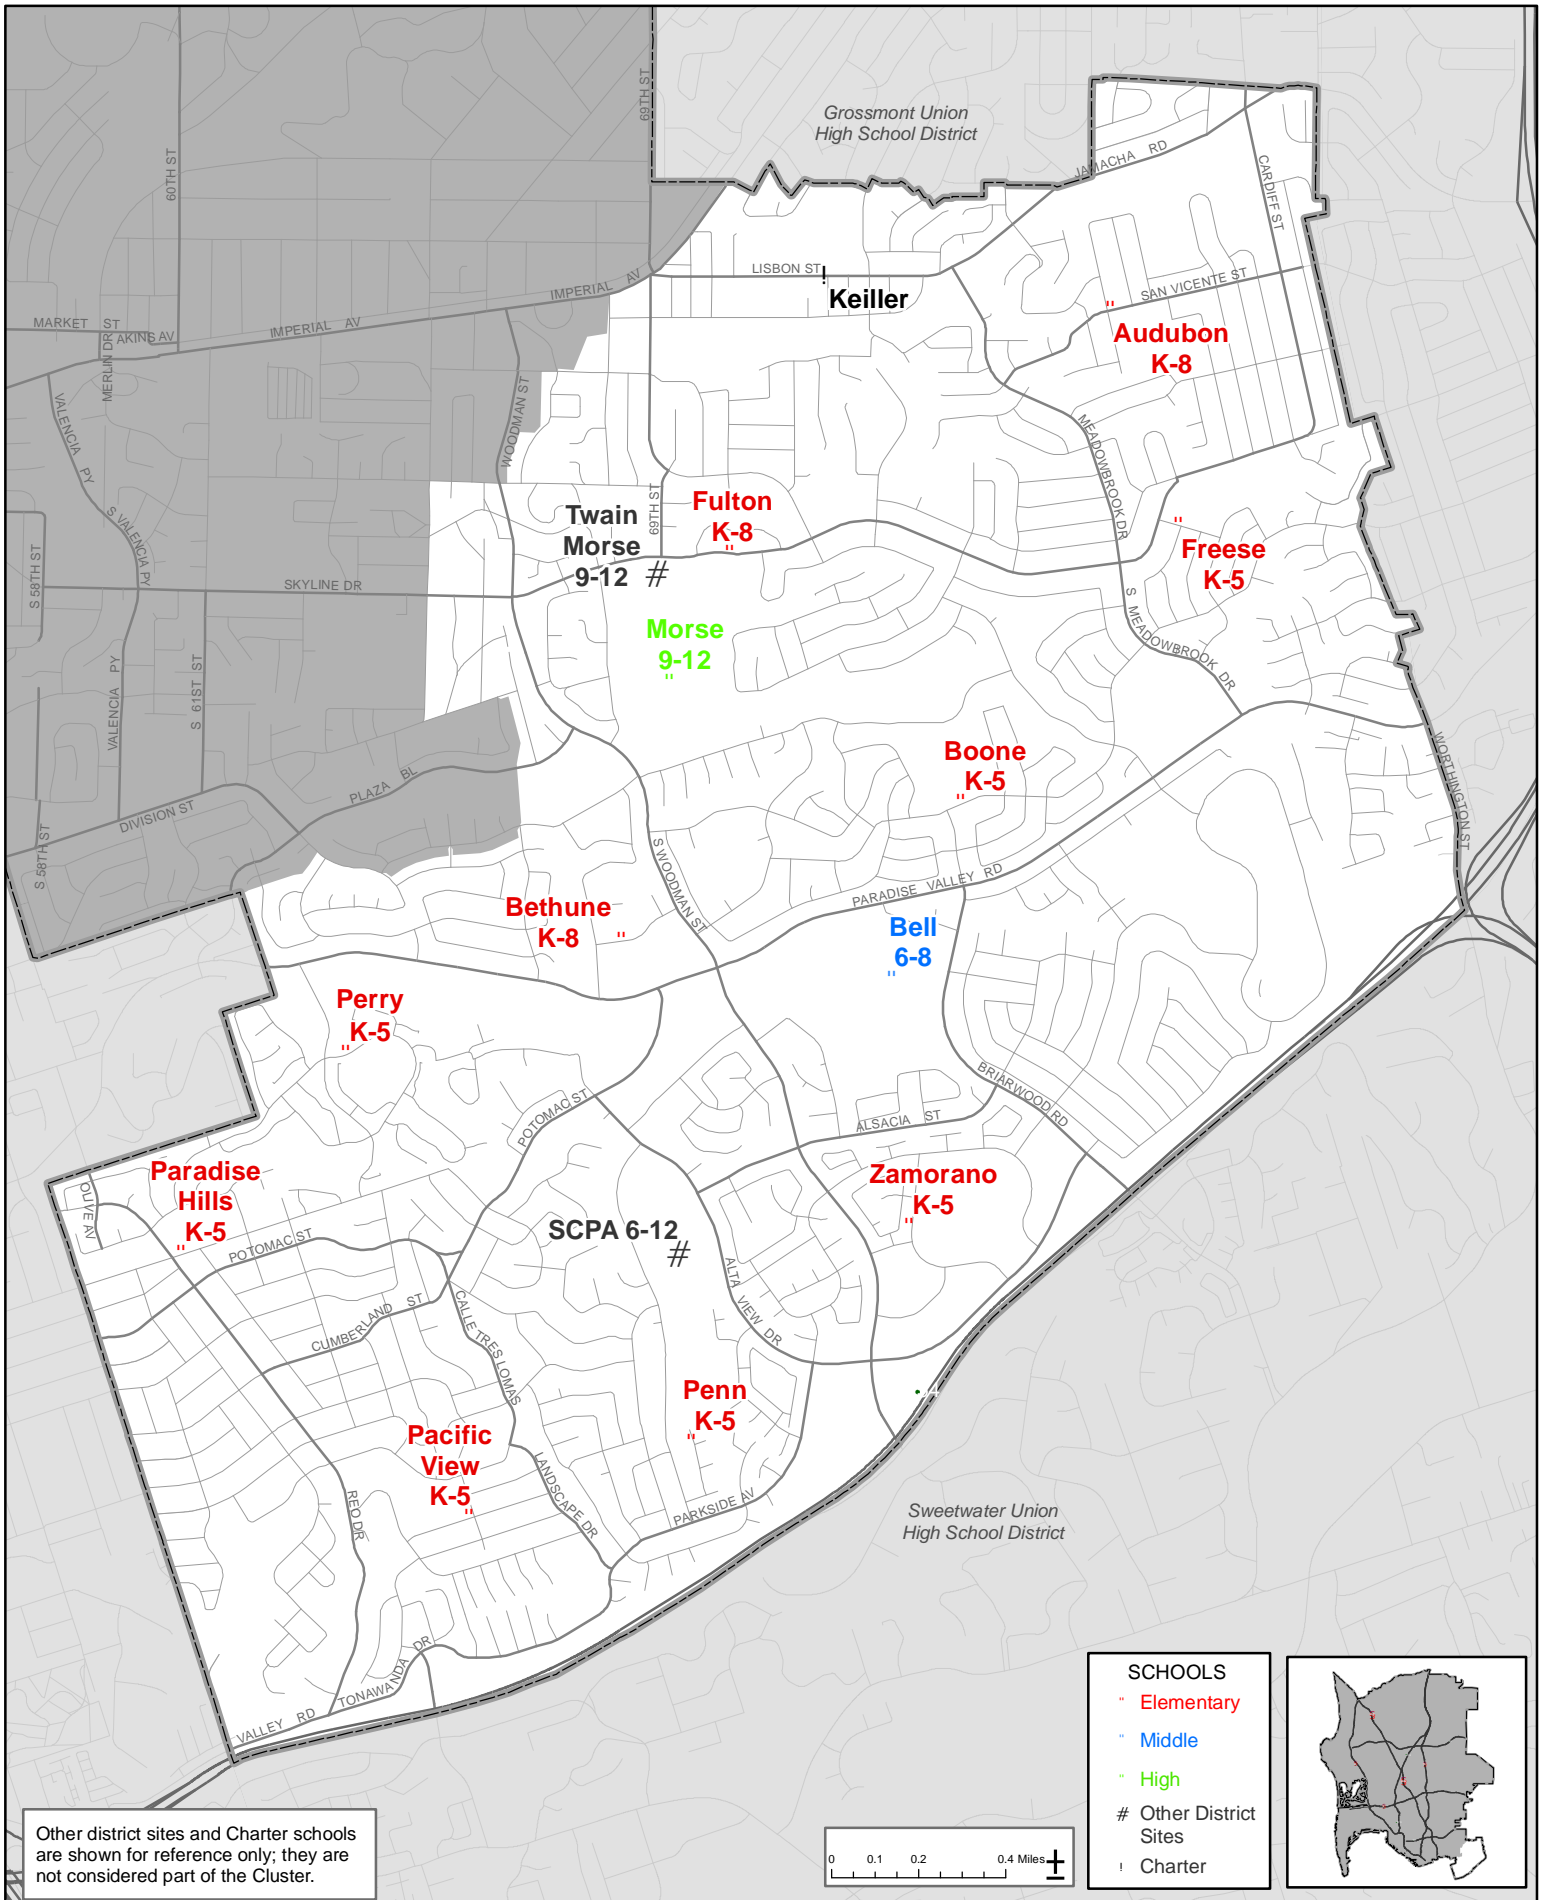 Grossmont Union
High School District
69TH ST
60TH ST
JAMACHA RD
CARDIFF ST
LISBON ST
!
Keiller
IMPERIAL AV
SAN VICENTE ST
MARKET ST
AKINS AV
IMPERIAL AV
MERLIN DR
"
Audubon
K-8
WOODMAN ST
VALENCIA PY
MEADOWBROOK DR
S VALENCIA PY
69TH ST
Twain
Morse
9-12
#
Fulton
K-8
"
"
Freese
K-5
S 58TH ST
SKYLINE DR
S MEADOWBROOK DR
Morse
9-12
"
VALENCIA PY
S 61ST ST
WORTHINGTON ST
Boone
K-5
"
PLAZA BL
DIVISION ST
S 58TH ST
S WOODMAN ST
PARADISE VALLEY RD
Bethune
K-8
"
Bell
6-8
"
Perry
K-5
"
POTOMAC ST
BRIARWOOD RD
ALSACIA ST
Paradise
Hills
K-5
"
OLIVE AV
Zamorano
K-5
"
POTOMAC ST
SCPA 6-12
#
ALTA VIEW DR
CUMBERLAND ST
CALLE TRES LOMAS
Penn
K-5
"
Pacific
View
K-5
"
LANDSCAPE DR
REO DR
PARKSIDE AV
Sweetwater Union
High School District
TONAWANDA DR
VALLEY RD
SCHOOLS
" Elementary
" Middle
" High
# Other District
Sites
! Charter
Other district sites and Charter schools
are shown for reference only; they are
not considered part of the Cluster.
0 0.1 0.2 0.4 Miles